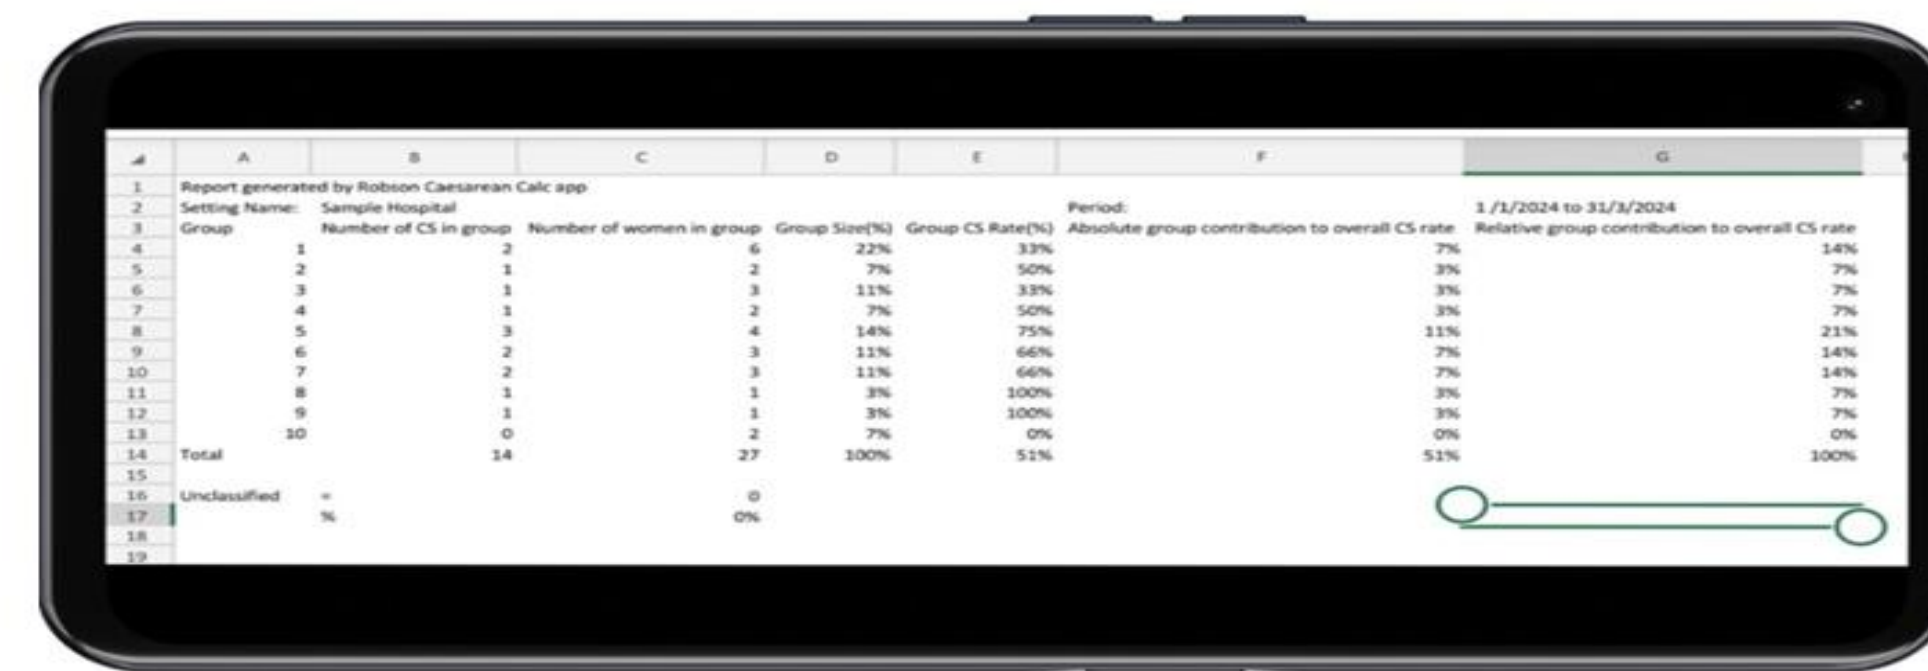 A B C D E F G
1 Report generated by Robson Caesarean Calc app
2 Setting Name: Sample Hospital Period: 1 /1/2024 to 31/3/2024
3 Group Number of CS in group Number of women in group Group Size(%) Group CS Rate(%) Absolute group contribution to overall CS rate Relative group contribution to overall CS rate
4 1 2 6 22% 33% 7% 14%
5 2 1 2 7% 50% 3% 7%
6 3 1 3 11% 33% 3% 7%
7 4 1 2 7% 50% 3% 7%
8 5 3 4 14% 75% 11% 21%
9 6 2 3 11% 66% 7% 14%
10 7 2 3 11% 66% 7% 14%
11 8 1 1 3% 100% 3% 7%
12 9 1 1 3% 100% 3% 7%
13 10 0 2 7% 0% 0% 0%
14 Total 14 27 100% 51% 51% 100%
15
16 Unclassified = 0
17 % 0%
18
19